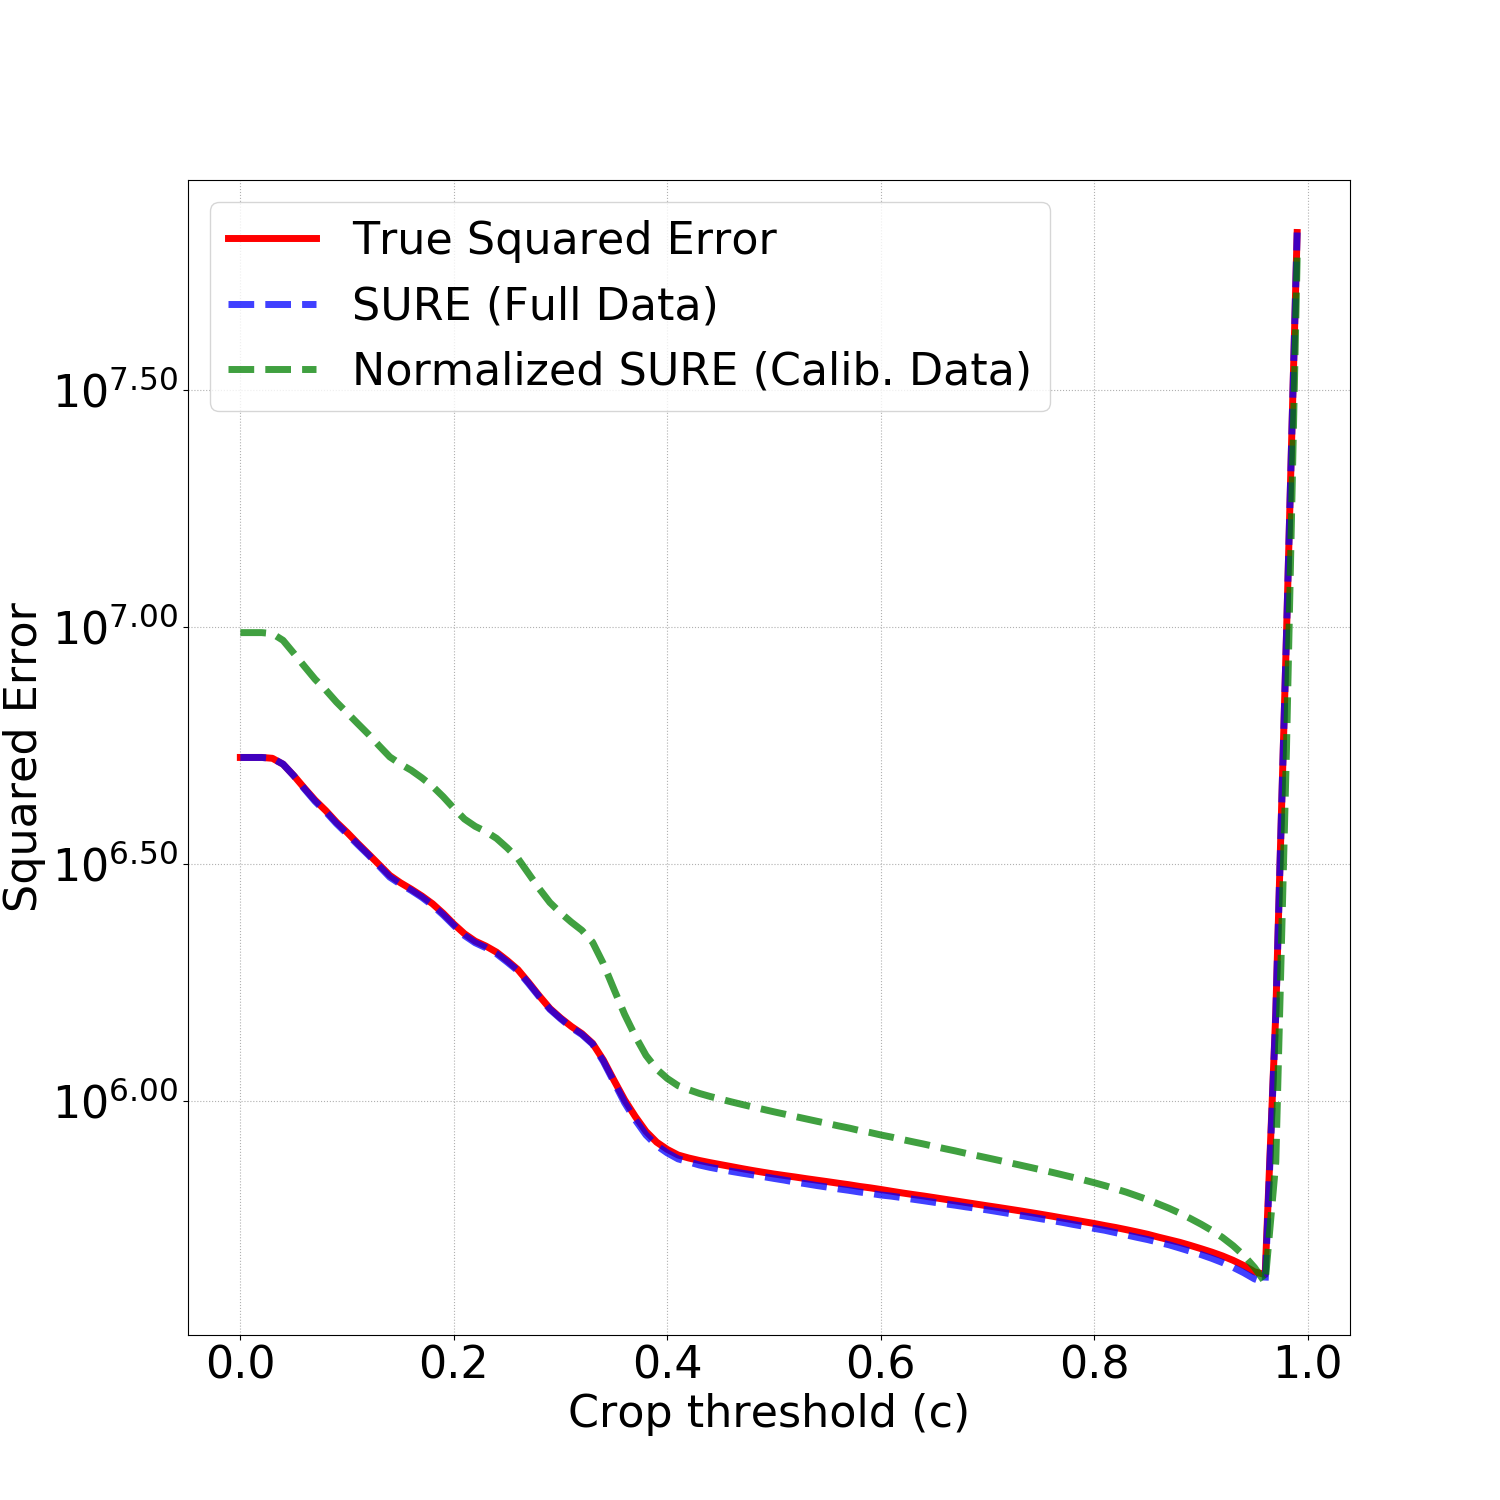 True Squared Error
SURE (Full Data)
Normalized SURE (Calib. Data)
10^7.50
10^7.00
10^6.50
10^6.00
Squared Error
0.0 0.2 0.4 0.6 0.8 1.0
Crop threshold (c)